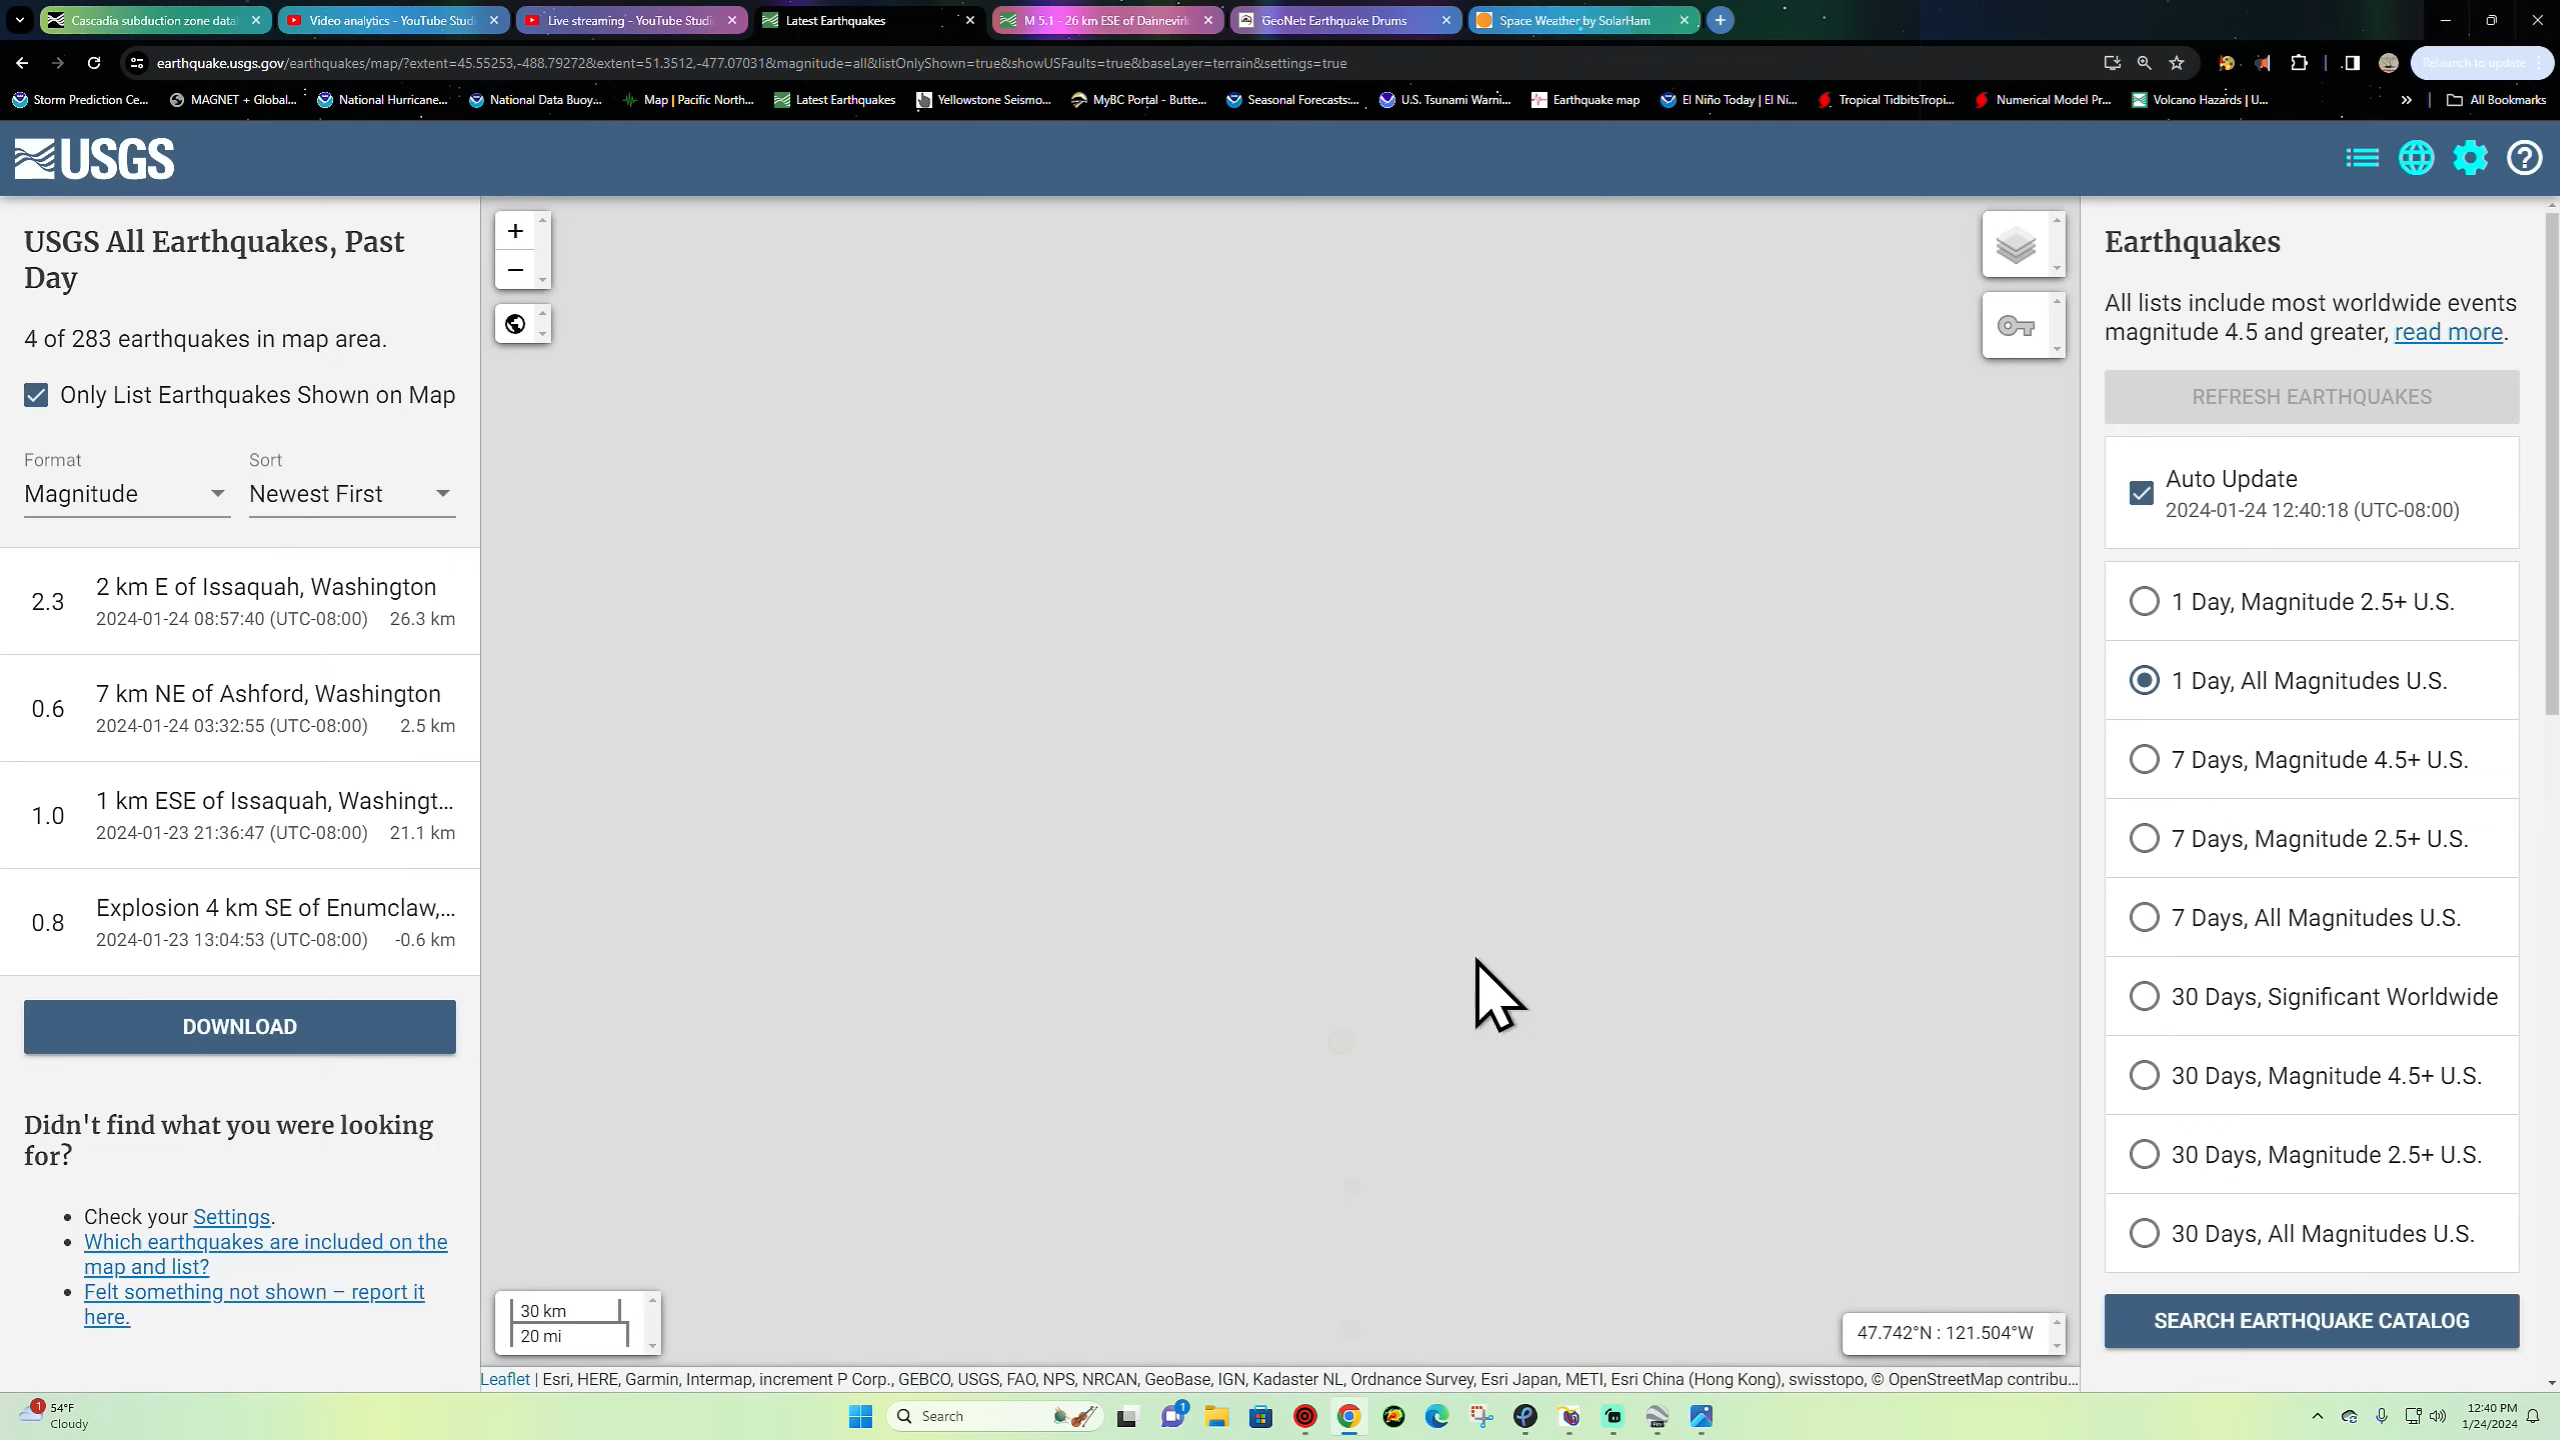 Cascadia subduction zone datab
Video analytics - YouTube Studi
Live streaming - YouTube Studi
Latest Earthquakes
M 5.1 - 26 km ESE of Dannevirk
GeoNet: Earthquake Drums
Space Weather by SolarHam
earthquake.usgs.gov/earthquakes/map/?extent=45.55253,-488.79272&extent=51.3512,-477.07031&magnitude=all&listOnlyShown=true&showUSFaults=true&baseLayer=terrain&settings=true
Relaunch to update
Storm Prediction Ce...
MAGNET + Global...
National Hurricane...
National Data Buoy...
Map | Pacific North...
Latest Earthquakes
Yellowstone Seismo...
MyBC Portal - Butte...
Seasonal Forecasts:...
U.S. Tsunami Warni...
Earthquake map
El Niño Today | El Ni...
Tropical TidbitsTropi...
Numerical Model Pr...
Volcano Hazards | U...
All Bookmarks
USGS
USGS All Earthquakes, Past
Day
4 of 283 earthquakes in map area.
Only List Earthquakes Shown on Map
Format
Sort
Magnitude
Newest First
2.3
2 km E of Issaquah, Washington
2024-01-24 08:57:40 (UTC-08:00) 26.3 km
0.6
7 km NE of Ashford, Washington
2024-01-24 03:32:55 (UTC-08:00) 2.5 km
1.0
1 km ESE of Issaquah, Washingt...
2024-01-23 21:36:47 (UTC-08:00) 21.1 km
0.8
Explosion 4 km SE of Enumclaw,...
2024-01-23 13:04:53 (UTC-08:00) -0.6 km
DOWNLOAD
Didn't find what you were looking
for?
Check your Settings.
Which earthquakes are included on the
map and list?
Felt something not shown – report it
here.
+
−
30 km
20 mi
47.742°N : 121.504°W
Leaflet | Esri, HERE, Garmin, Intermap, increment P Corp., GEBCO, USGS, FAO, NPS, NRCAN, GeoBase, IGN, Kadaster NL, Ordnance Survey, Esri Japan, METI, Esri China (Hong Kong), swisstopo, © OpenStreetMap contribu...
Earthquakes
All lists include most worldwide events
magnitude 4.5 and greater, read more.
REFRESH EARTHQUAKES
Auto Update
2024-01-24 12:40:18 (UTC-08:00)
1 Day, Magnitude 2.5+ U.S.
1 Day, All Magnitudes U.S.
7 Days, Magnitude 4.5+ U.S.
7 Days, Magnitude 2.5+ U.S.
7 Days, All Magnitudes U.S.
30 Days, Significant Worldwide
30 Days, Magnitude 4.5+ U.S.
30 Days, Magnitude 2.5+ U.S.
30 Days, All Magnitudes U.S.
SEARCH EARTHQUAKE CATALOG
1
54°F
Cloudy
Search
1
12:40 PM
1/24/2024